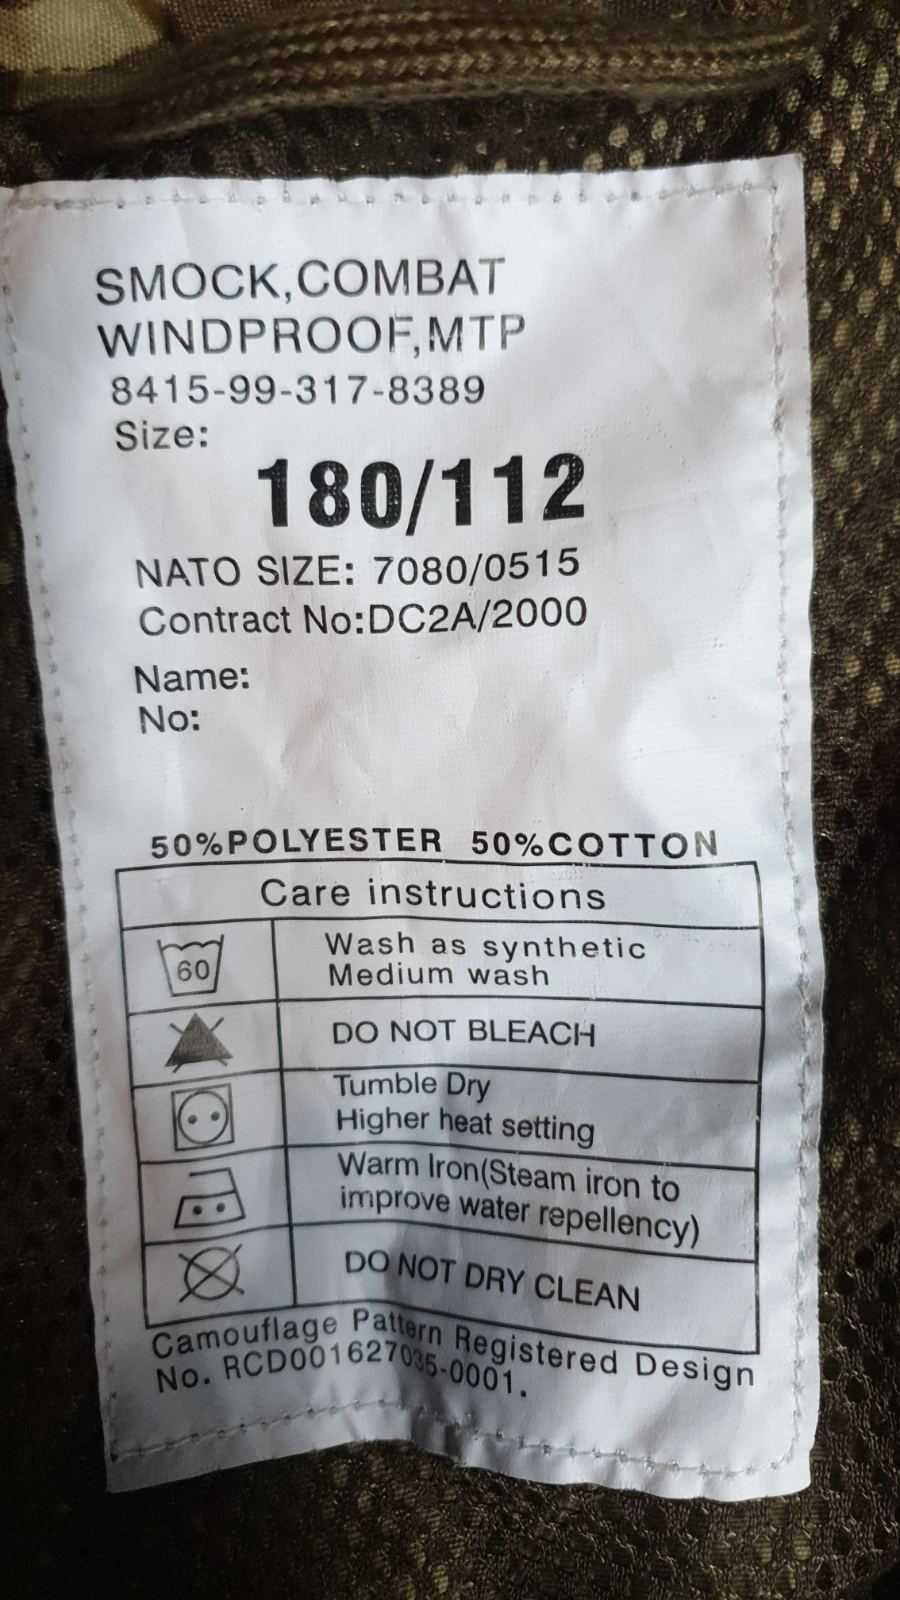 SMOCK,COMBAT
WINDPROOF,MTP
8415-99-317-8389
Size:
180/112
NATO SIZE: 7080/0515
Contract No:DC2A/2000
Name:
No:
50%POLYESTER 50%COTTON
Care instructions
60
Wash as synthetic
Medium wash
DO NOT BLEACH
Tumble Dry
Higher heat setting
Warm Iron(Steam iron to
improve water repellency)
DO NOT DRY CLEAN
Camouflage Pattern Registered Design
No. RCD001627035-0001.